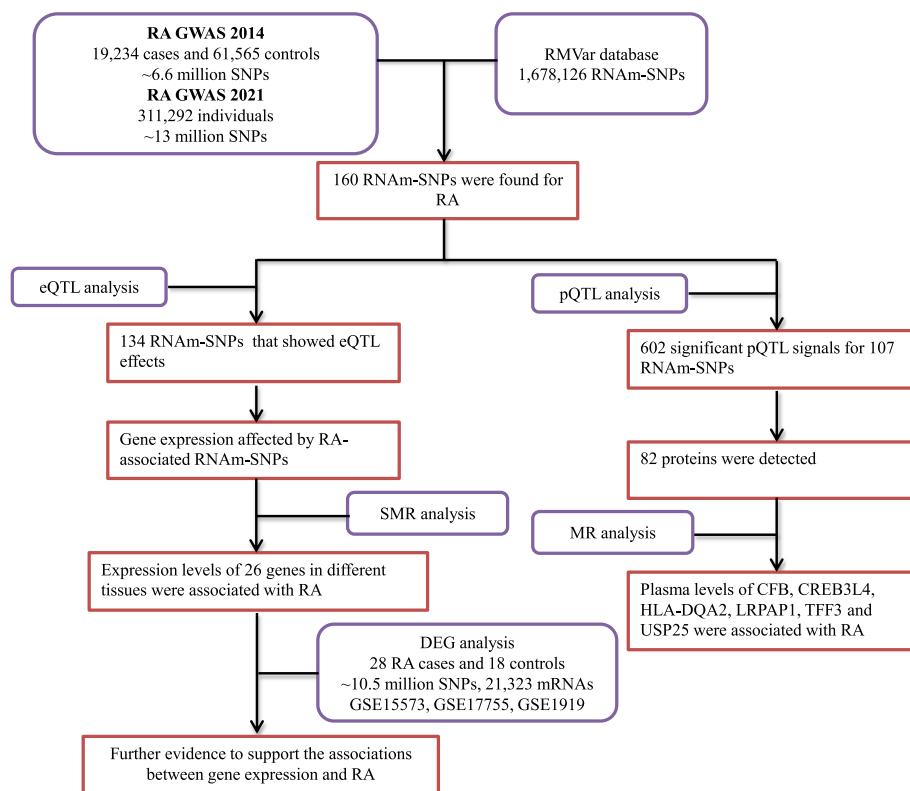 RA GWAS 2014
19,234 cases and 61,565 controls
~6.6 million SNPs
RA GWAS 2021
311,292 individuals
~13 million SNPs
RMVar database
1,678,126 RNAm-SNPs
160 RNAm-SNPs were found for
RA
eQTL analysis
134 RNAm-SNPs that showed eQTL
effects
Gene expression affected by RA-
associated RNAm-SNPs
SMR analysis
Expression levels of 26 genes in different
tissues were associated with RA
DEG analysis
28 RA cases and 18 controls
~10.5 million SNPs, 21,323 mRNAs
GSE15573, GSE17755, GSE1919
Further evidence to support the associations
between gene expression and RA
pQTL analysis
602 significant pQTL signals for 107
RNAm-SNPs
82 proteins were detected
MR analysis
Plasma levels of CFB, CREB3L4,
HLA-DQA2, LRPAP1, TFF3 and
USP25 were associated with RA